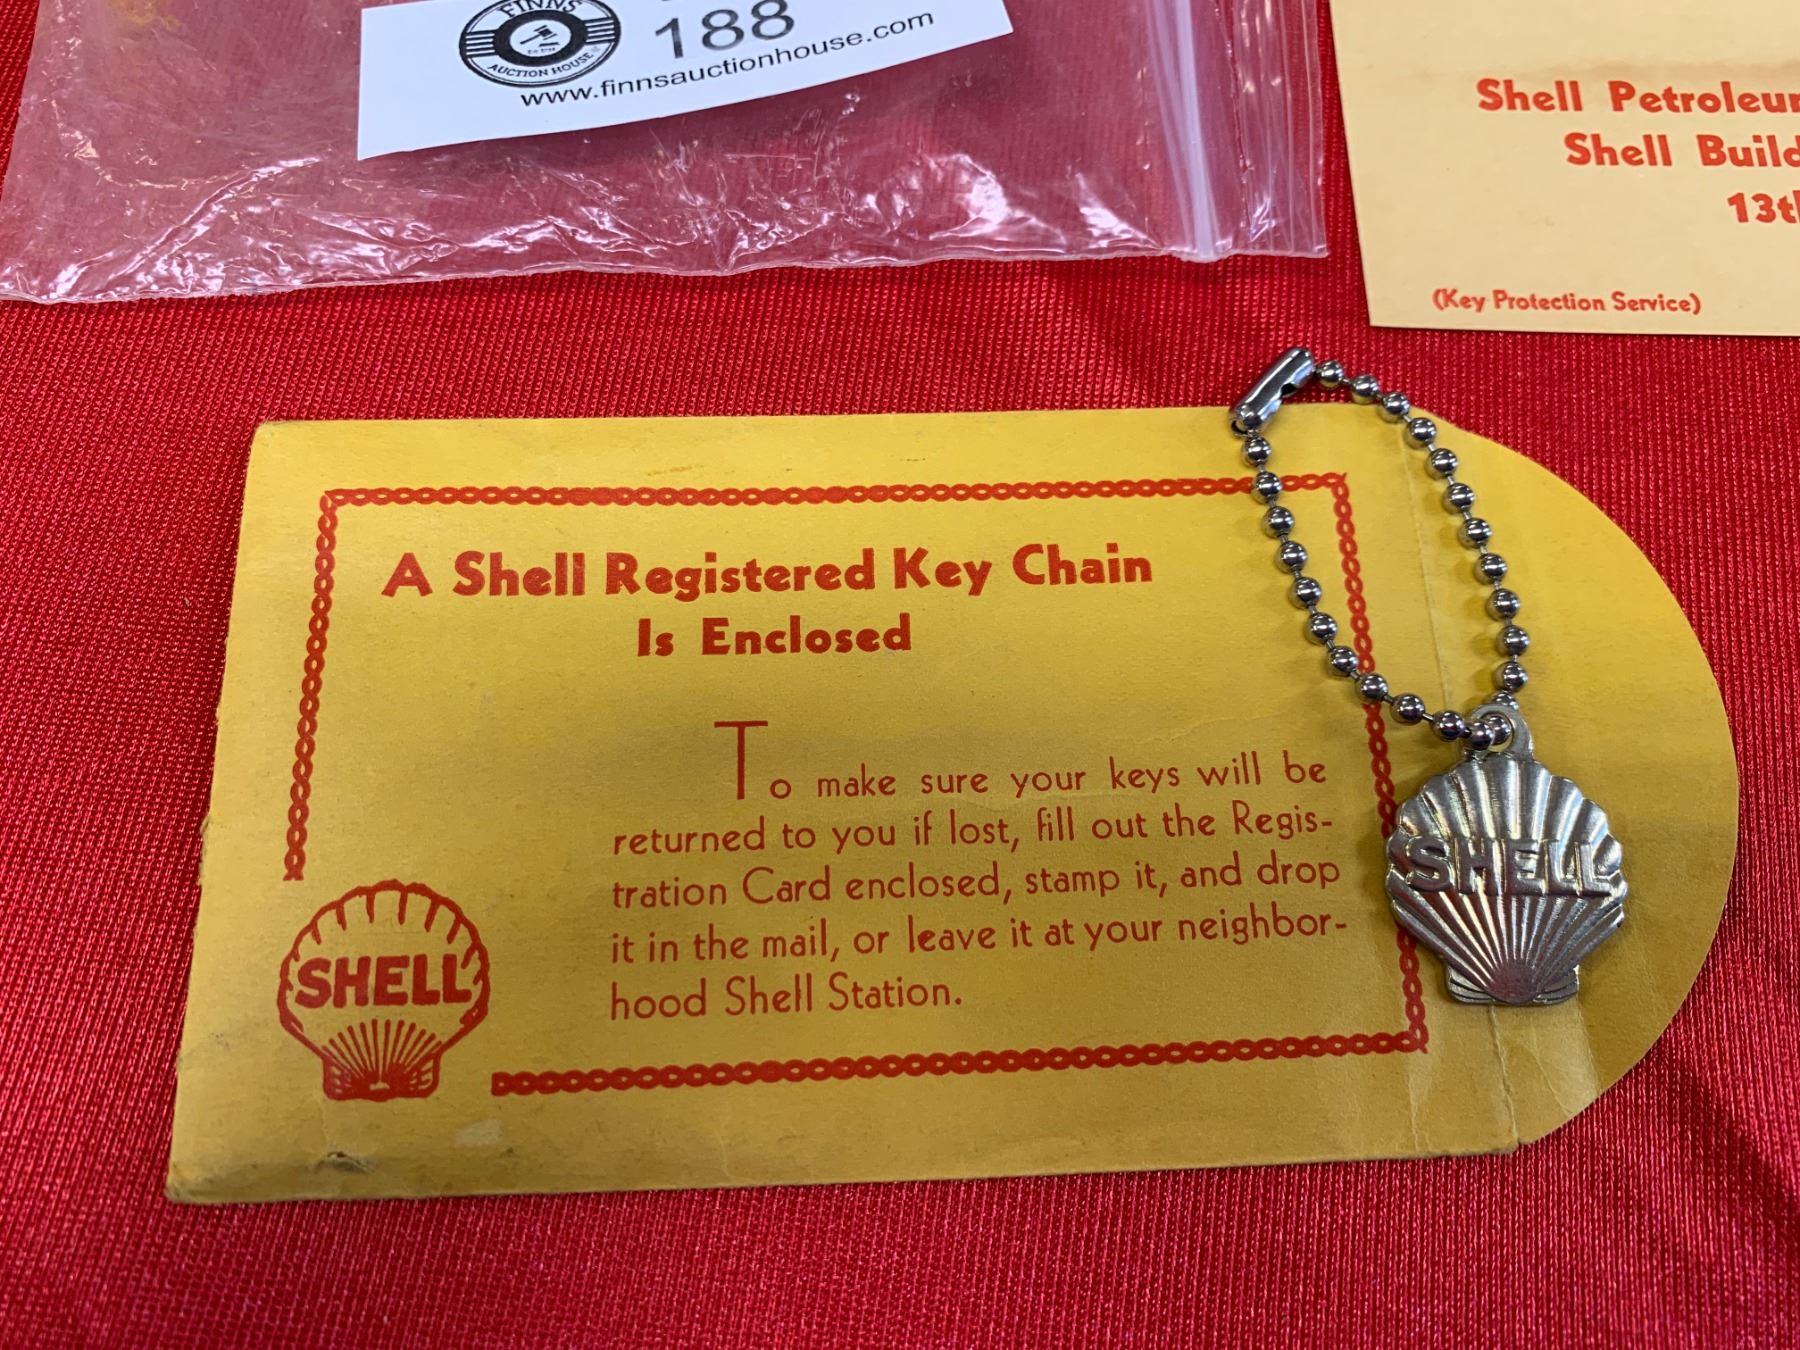 FINNS
AUCTION HOUSE
188
www.finnsauctionhouse.com
Shell
Shell Build
13th
(Key Protection Service)
A Shell Registered Key Chain
Is Enclosed
To make sure your keys will be
returned to you if lost, fill out the Regis-
tration Card enclosed, stamp it, and drop
it in the mail, or leave it at your neighbor-
hood Shell Station.
SHELL
SHELL